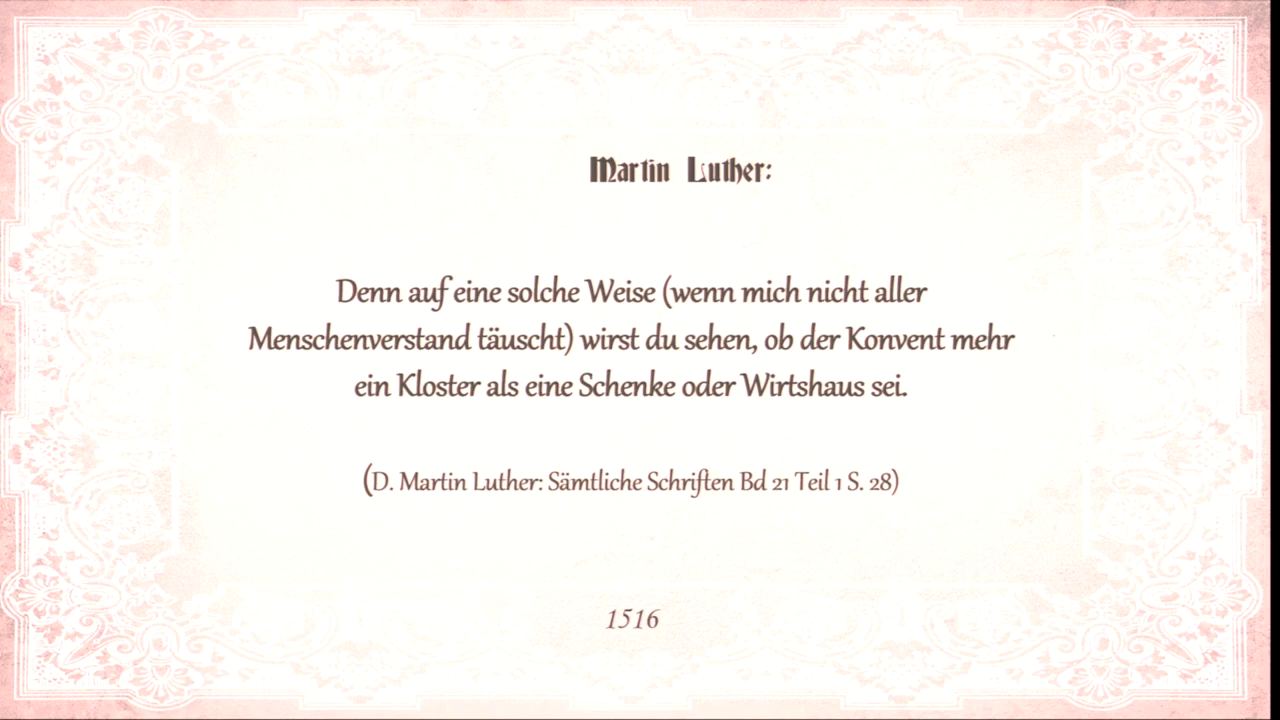 Martin Luther:
Denn auf eine solche Weise (wenn mich nicht aller
Menschenverstand täuscht) wirst du sehen, ob der Konvent mehr
ein Kloster als eine Schenke oder Wirtshaus sei.
(D. Martin Luther: Sämtliche Schriften Bd 21 Teil 1 S. 28)
1516